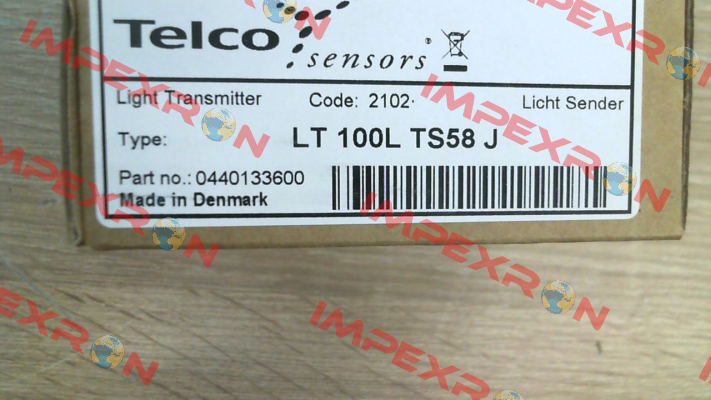 Telco
sensors
Light Transmitter Code: 2102· Licht Sender
Type: LT 100L TS58 J
Part no.: 0440133600
Made in Denmark
IMPEXRON
IMPEXRON
IMPEXRON
IMPEXRON
IMPEXRON
IMPEXRON